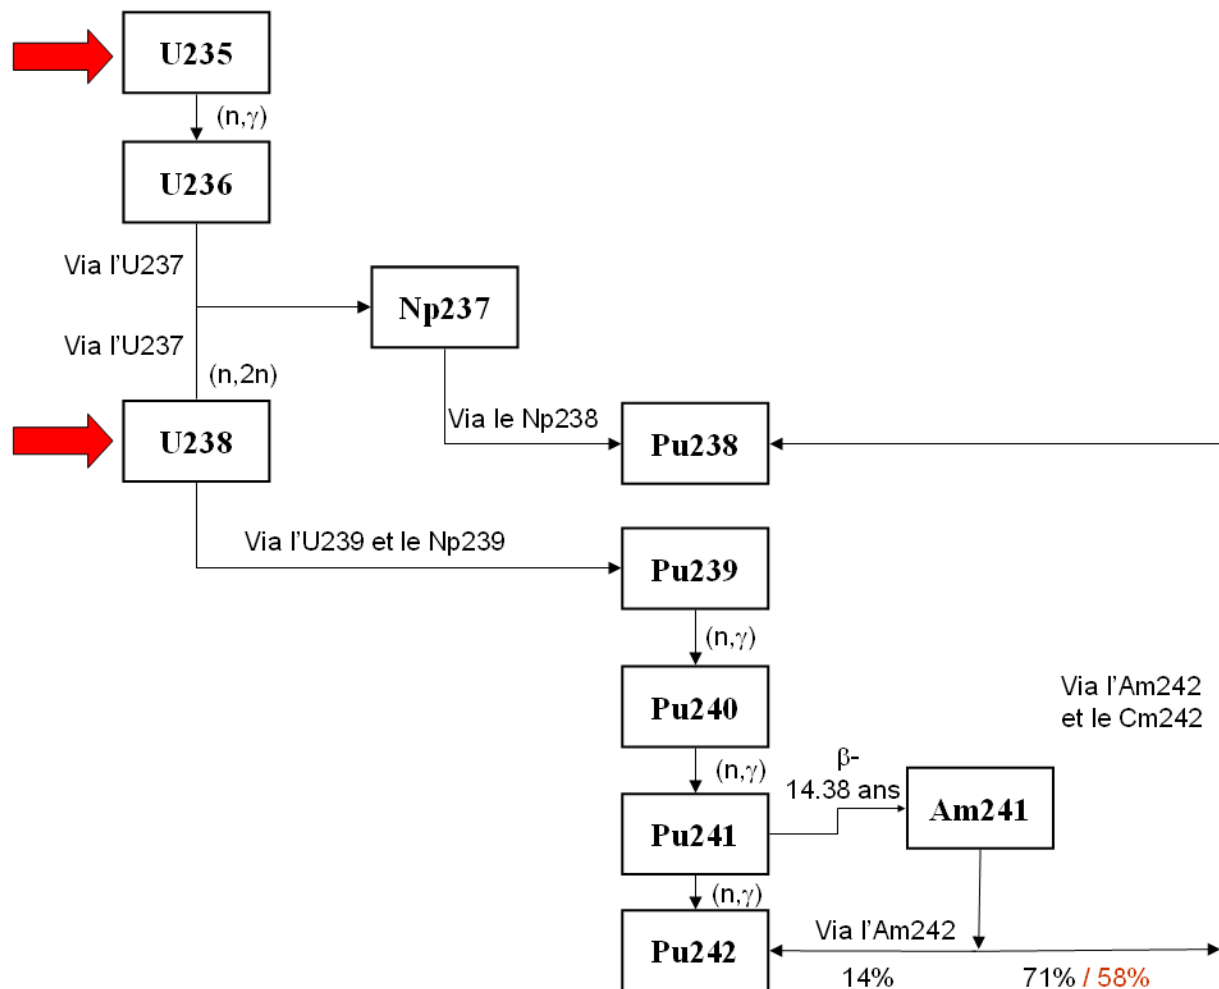 U235
(n,γ)
U236
Via l'U237
Np237
Via l'U237
(n,2n)
U238
Via le Np238
Pu238
Via l'U239 et le Np239
Pu239
(n,γ)
Pu240
Via l'Am242
et le Cm242
(n,γ)
β-
14.38 ans
Am241
Pu241
(n,γ)
Via l'Am242
Pu242
14%
71% / 58%